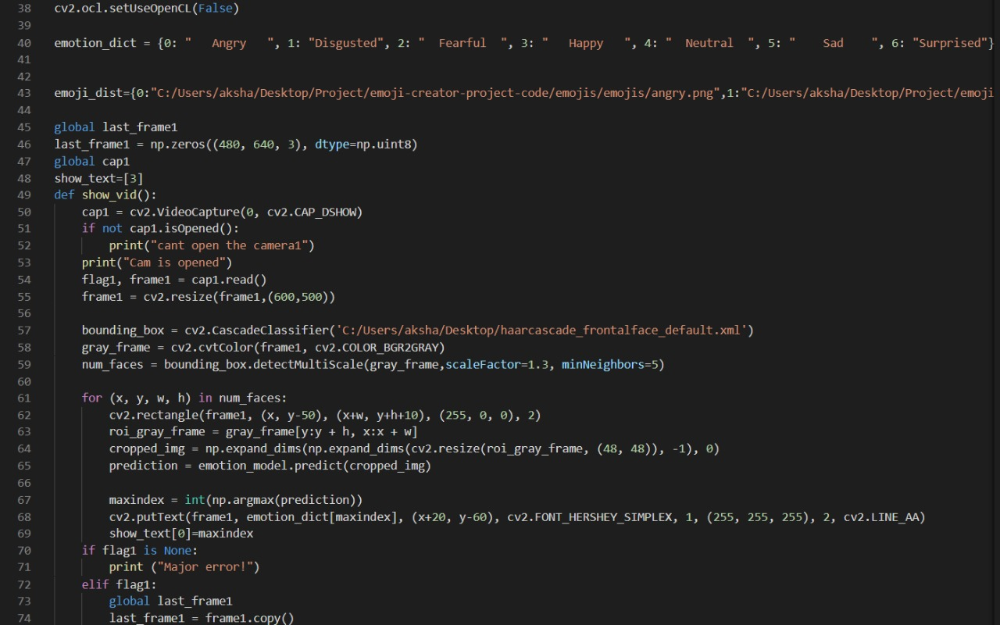 38 cv2.ocl.setUseOpenCL(False)
39
40 emotion_dict = {0: "   Angry   ", 1: "Disgusted", 2: "  Fearful  ", 3: "   Happy   ", 4: "  Neutral  ", 5: "    Sad    ", 6: "Surprised"}
41
42
43 emoji_dist={0:"C:/Users/aksha/Desktop/Project/emoji-creator-project-code/emojis/emojis/angry.png",1:"C:/Users/aksha/Desktop/Project/emoji
44
45 global last_frame1
46 last_frame1 = np.zeros((480, 640, 3), dtype=np.uint8)
47 global cap1
48 show_text=[3]
49 def show_vid():
50     cap1 = cv2.VideoCapture(0, cv2.CAP_DSHOW)
51     if not cap1.isOpened():
52         print("cant open the camera1")
53     print("Cam is opened")
54     flag1, frame1 = cap1.read()
55     frame1 = cv2.resize(frame1,(600,500))
56
57     bounding_box = cv2.CascadeClassifier('C:/Users/aksha/Desktop/haarcascade_frontalface_default.xml')
58     gray_frame = cv2.cvtColor(frame1, cv2.COLOR_BGR2GRAY)
59     num_faces = bounding_box.detectMultiScale(gray_frame,scaleFactor=1.3, minNeighbors=5)
60
61     for (x, y, w, h) in num_faces:
62         cv2.rectangle(frame1, (x, y-50), (x+w, y+h+10), (255, 0, 0), 2)
63         roi_gray_frame = gray_frame[y:y + h, x:x + w]
64         cropped_img = np.expand_dims(np.expand_dims(cv2.resize(roi_gray_frame, (48, 48)), -1), 0)
65         prediction = emotion_model.predict(cropped_img)
66
67         maxindex = int(np.argmax(prediction))
68         cv2.putText(frame1, emotion_dict[maxindex], (x+20, y-60), cv2.FONT_HERSHEY_SIMPLEX, 1, (255, 255, 255), 2, cv2.LINE_AA)
69         show_text[0]=maxindex
70     if flag1 is None:
71         print ("Major error!")
72     elif flag1:
73         global last_frame1
74         last_frame1 = frame1.copy()